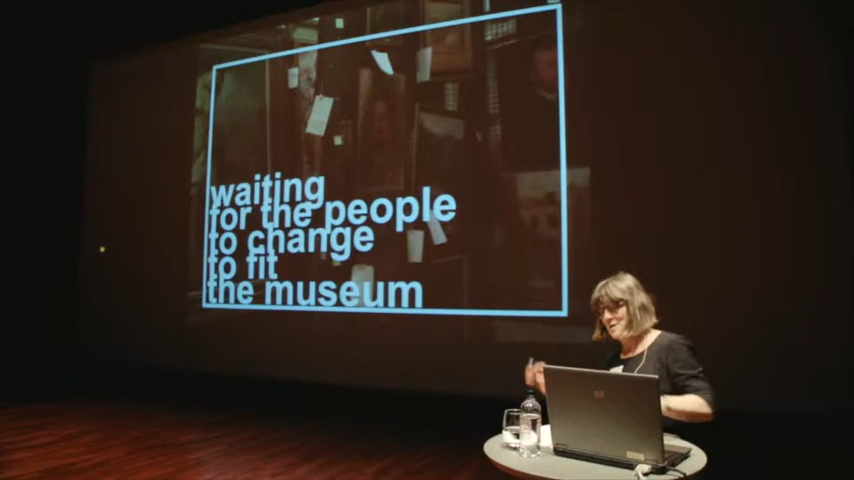 waiting
for the people
to change
to fit
the museum